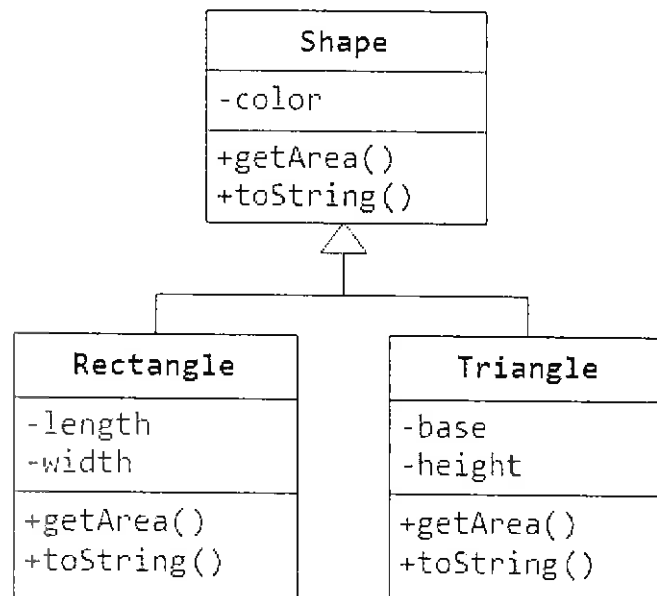 Shape
-color
+getArea()
+toString()
Rectangle
-length
-width
+getArea()
+toString()
Triangle
-base
-height
+getArea()
+toString()